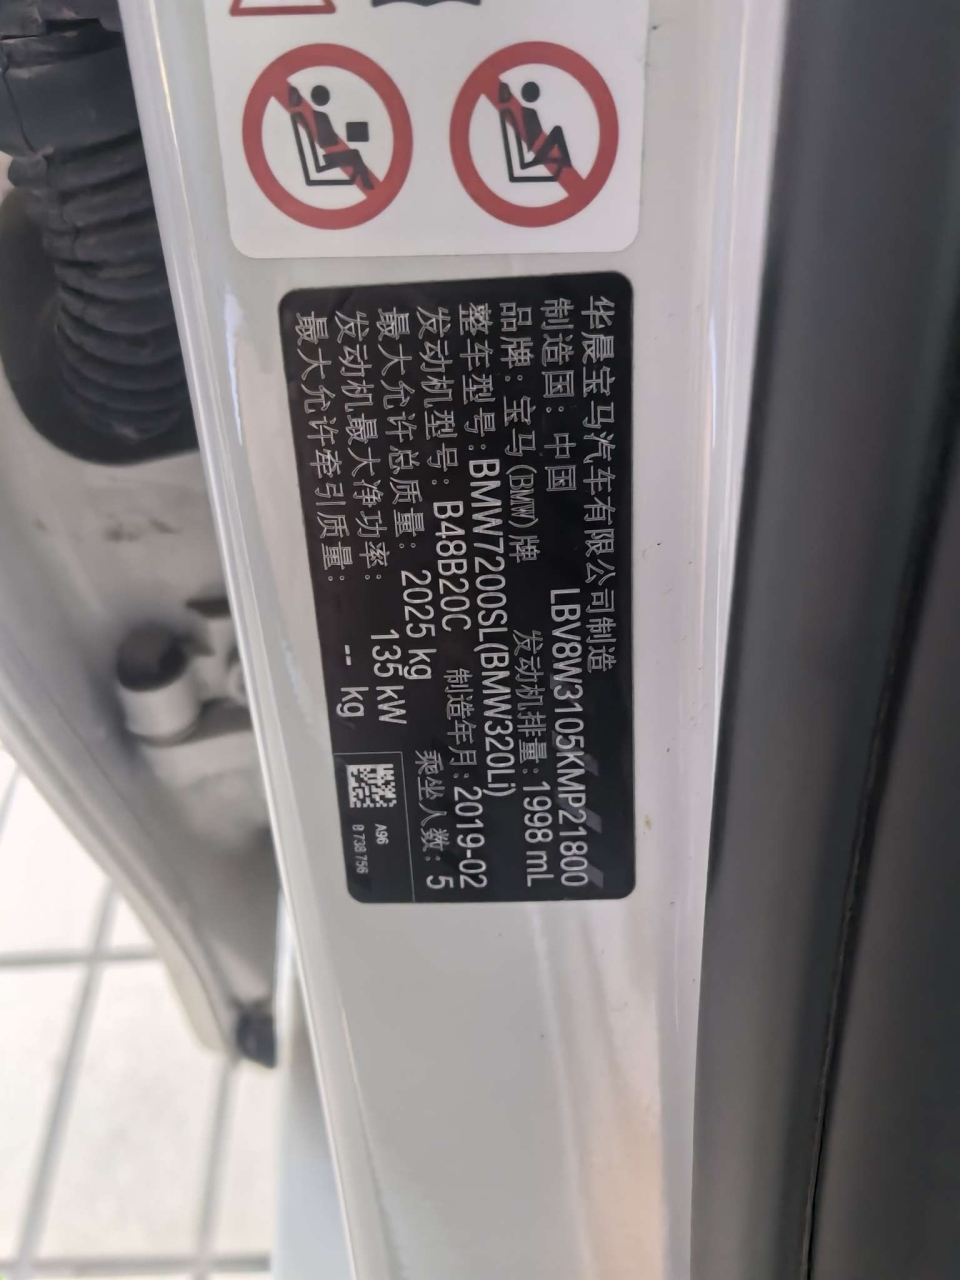 华晨宝马汽车有限公司制造
制造国：中国 LBV8W3105KMP21800
品牌：宝马(BMW)牌 发动机排量：1998 mL
整车型号：BMW7200SL(BMW320Li)
发动机型号：B48B20C 制造年月：2019-02
最大允许总质量：2025 kg 乘坐人数：5
发动机最大净功率：135 kW
最大允许牵引质量：-- kg
A96
8 738 756